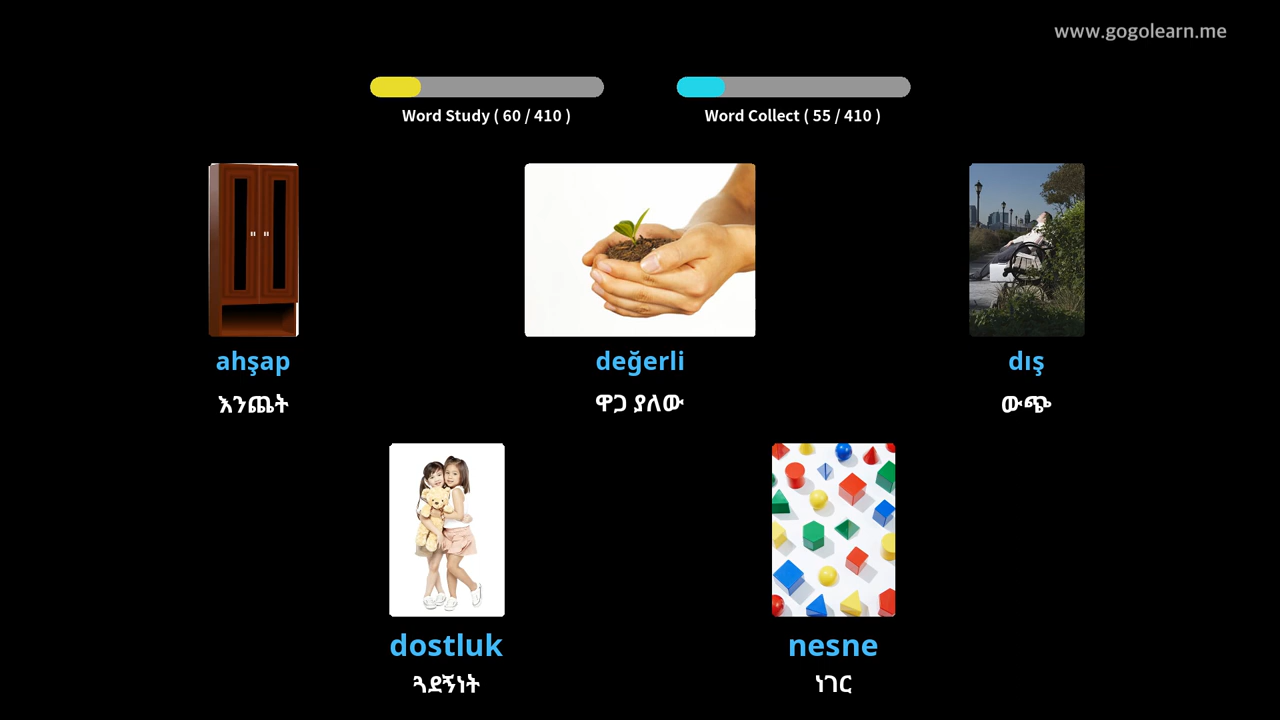 www.gogolearn.me
Word Study ( 60 / 410 )
Word Collect ( 55 / 410 )
ahşap
değerli
dış
እንጨት
ዋጋ ያለው
ውጭ
dostluk
nesne
ጓደኝነት
ነገር